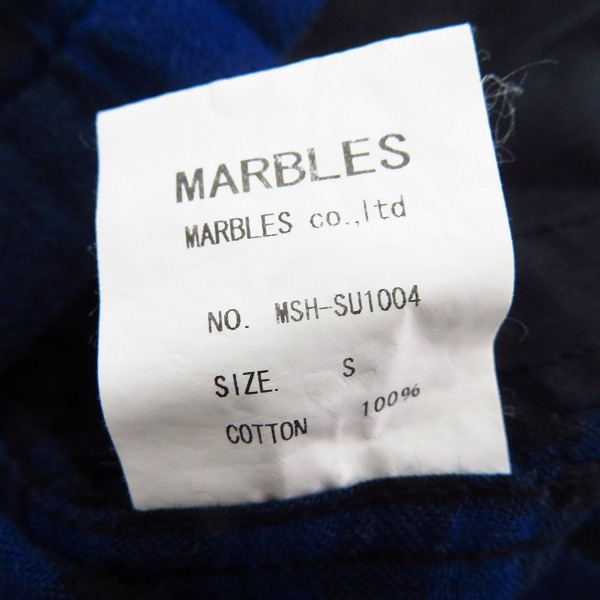 MARBLES
MARBLES co.,ltd
NO. MSH-SU1004
SIZE. S
COTTON 100%